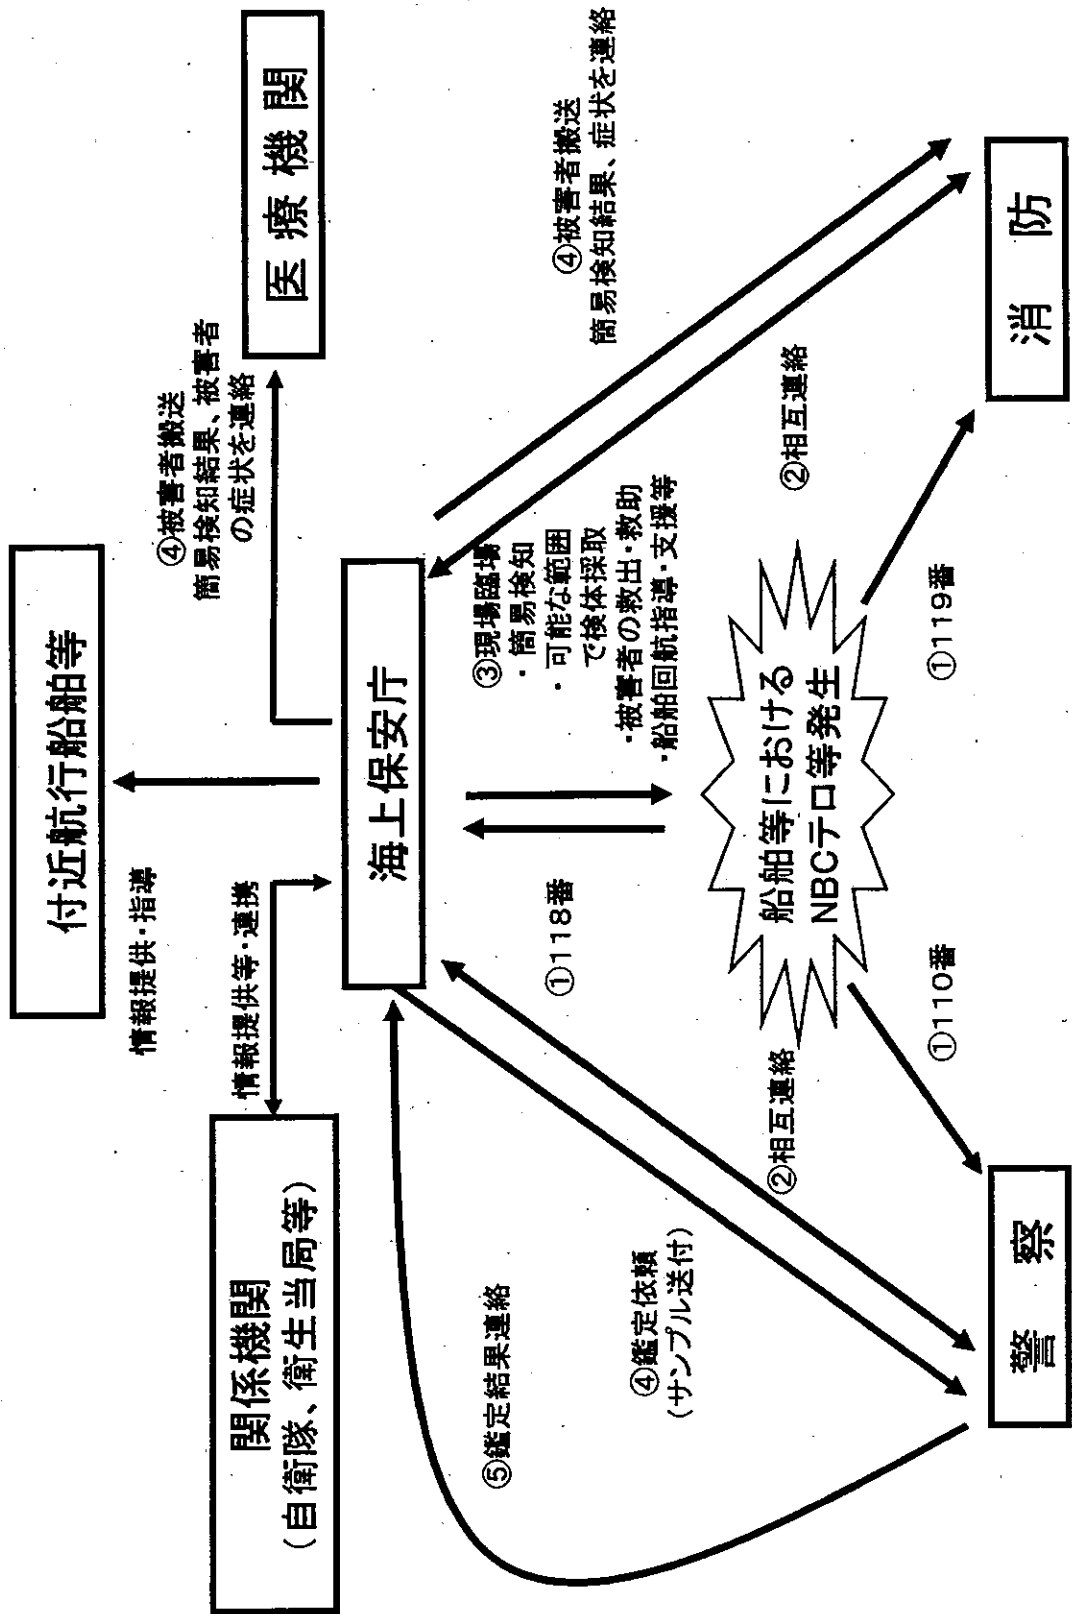 付近航行船舶等
情報提供・指導
情報提供等・連携
関係機関
（自衛隊、衛生当局等）
④被害者搬送
簡易検知結果、被害者
の症状を連絡
医療機関
海上保安庁
③現場臨場
・簡易検知
・可能な範囲
で検体採取
・被害者の救出・救助
・船舶回航指導・支援等
④被害者搬送
簡易検知結果、症状を連絡
②相互連絡
①118番
⑤鑑定結果連絡
④鑑定依頼
（サンプル送付）
②相互連絡
船舶等における
NBCテロ等発生
①110番
①119番
警察
消防